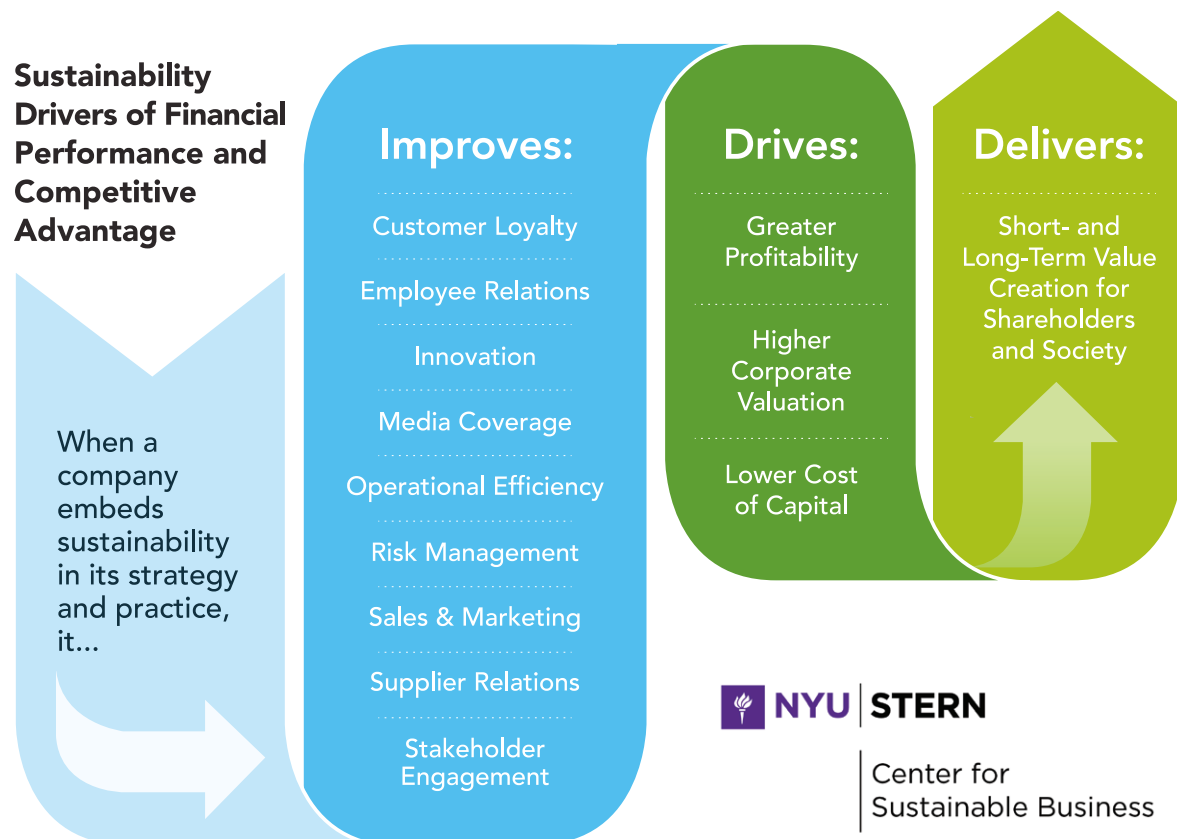 Sustainability
Drivers of Financial
Performance and
Competitive
Advantage
When a
company
embeds
sustainability
in its strategy
and practice,
it...
Improves:
Customer Loyalty
Employee Relations
Innovation
Media Coverage
Operational Efficiency
Risk Management
Sales & Marketing
Supplier Relations
Stakeholder
Engagement
Drives:
Greater
Profitability
Higher
Corporate
Valuation
Lower Cost
of Capital
Delivers:
Short- and
Long-Term Value
Creation for
Shareholders
and Society
NYU STERN
Center for
Sustainable Business